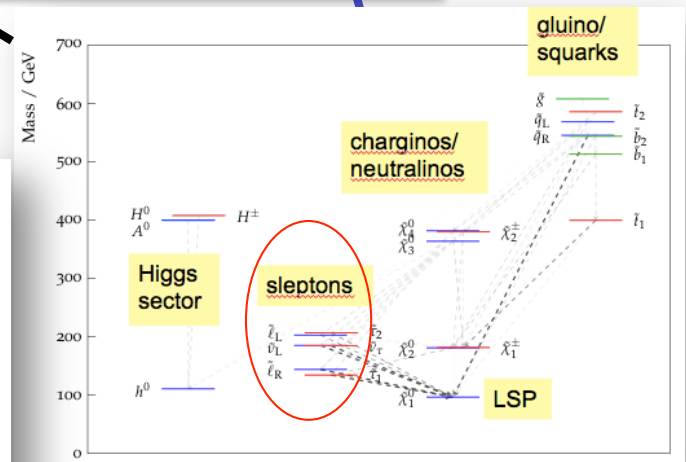 gluino/
squarks
700
600
500
400
300
200
100
0
Mass / GeV
charginos/
neutralinos
Higgs
sector
sleptons
LSP
H⁰
A⁰
H±
h⁰
ℓ̃L
ν̃L
ℓ̃R
τ̃2
ν̃τ
τ̃1
χ̃⁰4
χ̃⁰3
χ̃±2
χ̃⁰2
χ̃±1
χ̃⁰1
g̃
q̃L
q̃R
t̃2
b̃2
b̃1
t̃1